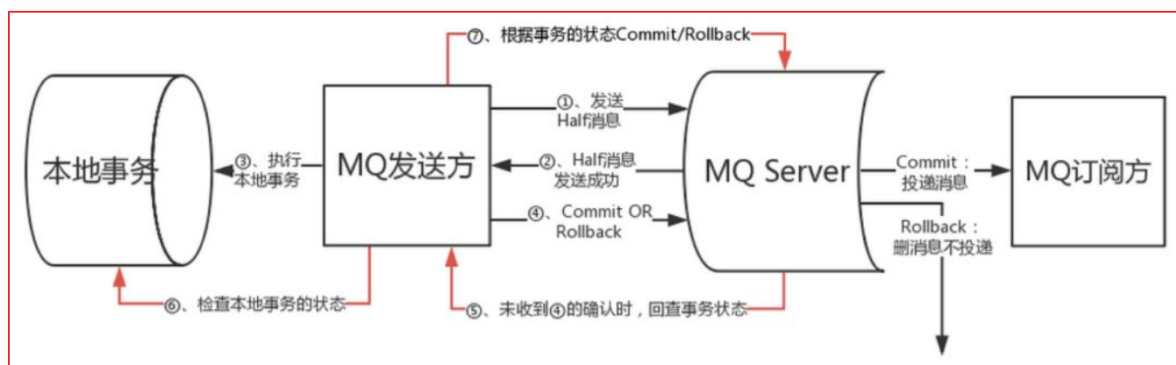 ⑦、根据事务的状态Commit/Rollback
①、发送
Half消息
本地事务
③、执行
本地事务
MQ发送方
②、Half消息
发送成功
MQ Server
Commit：
投递消息
MQ订阅方
④、Commit OR
Rollback
Rollback：
删消息不投递
⑥、检查本地事务的状态
⑤、未收到④的确认时，回查事务状态